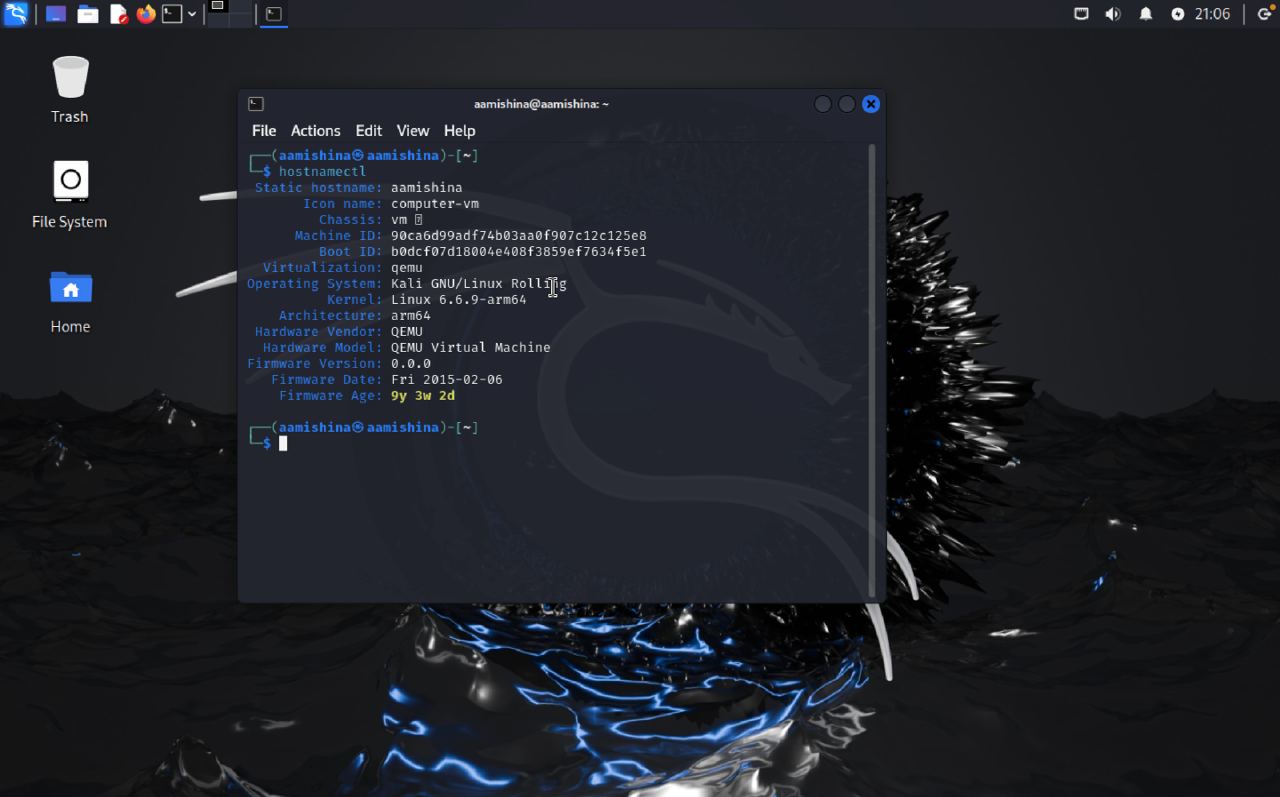 21:06
Trash
File System
Home
aamishina@aamishina: ~
File Actions Edit View Help
┌──(aamishina㉿aamishina)-[~]
└─$ hostnamectl
Static hostname: aamishina
Icon name: computer-vm
Chassis: vm
Machine ID: 90ca6d99adf74b03aa0f907c12c125e8
Boot ID: b0dcf07d18004e408f3859ef7634f5e1
Virtualization: qemu
Operating System: Kali GNU/Linux Rolling
Kernel: Linux 6.6.9-arm64
Architecture: arm64
Hardware Vendor: QEMU
Hardware Model: QEMU Virtual Machine
Firmware Version: 0.0.0
Firmware Date: Fri 2015-02-06
Firmware Age: 9y 3w 2d
┌──(aamishina㉿aamishina)-[~]
└─$